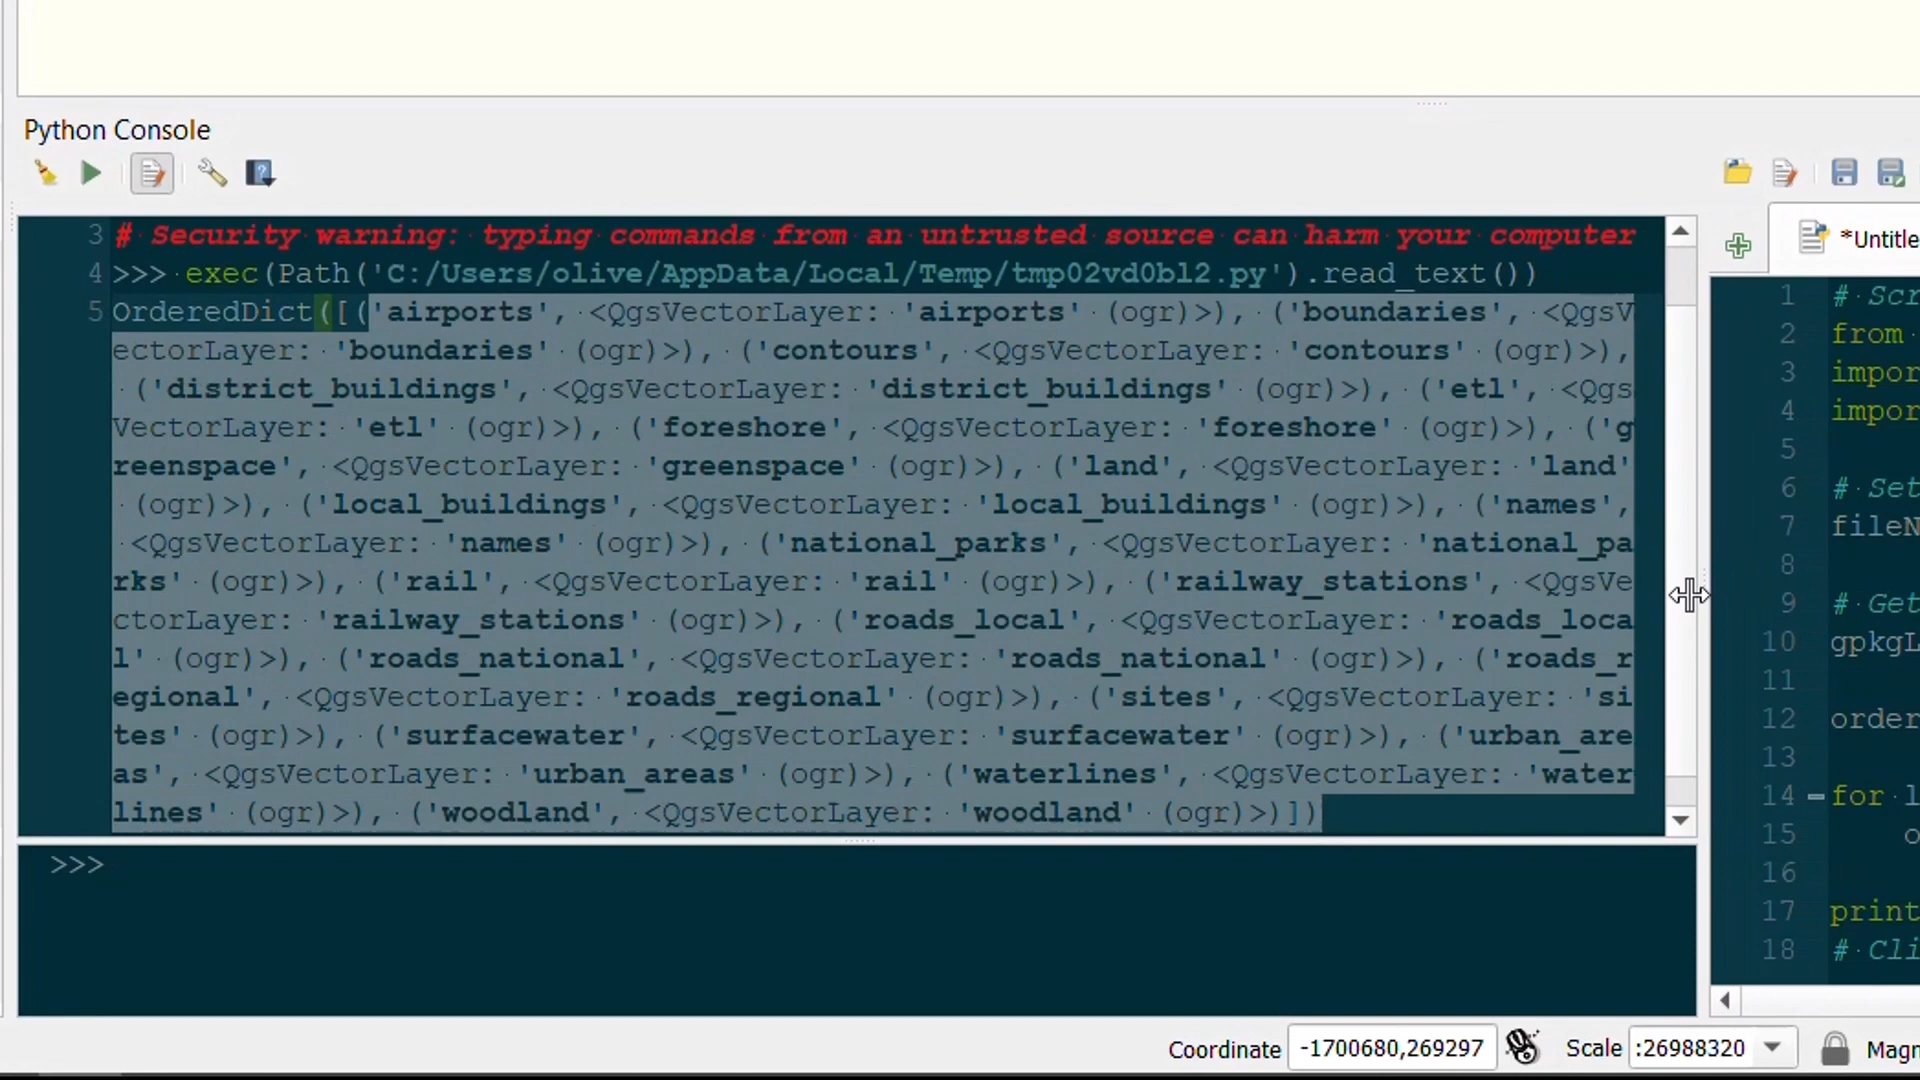 Python Console
3 # Security warning: typing commands from an untrusted source can harm your computer
4 >>> exec(Path('C:/Users/olive/AppData/Local/Temp/tmp02vd0bl2.py').read_text())
5 OrderedDict([('airports', <QgsVectorLayer: 'airports' (ogr)>), ('boundaries', <QgsV
ectorLayer: 'boundaries' (ogr)>), ('contours', <QgsVectorLayer: 'contours' (ogr)>),
('district_buildings', <QgsVectorLayer: 'district_buildings' (ogr)>), ('etl', <Qgs
VectorLayer: 'etl' (ogr)>), ('foreshore', <QgsVectorLayer: 'foreshore' (ogr)>), ('g
reenspace', <QgsVectorLayer: 'greenspace' (ogr)>), ('land', <QgsVectorLayer: 'land'
(ogr)>), ('local_buildings', <QgsVectorLayer: 'local_buildings' (ogr)>), ('names',
<QgsVectorLayer: 'names' (ogr)>), ('national_parks', <QgsVectorLayer: 'national_pa
rks' (ogr)>), ('rail', <QgsVectorLayer: 'rail' (ogr)>), ('railway_stations', <QgsVe
ctorLayer: 'railway_stations' (ogr)>), ('roads_local', <QgsVectorLayer: 'roads_loca
l' (ogr)>), ('roads_national', <QgsVectorLayer: 'roads_national' (ogr)>), ('roads_r
egional', <QgsVectorLayer: 'roads_regional' (ogr)>), ('sites', <QgsVectorLayer: 'si
tes' (ogr)>), ('surfacewater', <QgsVectorLayer: 'surfacewater' (ogr)>), ('urban_are
as', <QgsVectorLayer: 'urban_areas' (ogr)>), ('waterlines', <QgsVectorLayer: 'water
lines' (ogr)>), ('woodland', <QgsVectorLayer: 'woodland' (ogr)>)])
>>>
*Untitle
1 # Scr
2 from
3 impor
4 impor
5
6 # Set
7 fileN
8
9 # Get
10 gpkgL
11
12 order
13
14 for l
15 o
16
17 print
18 # Cli
Coordinate -1700680,269297 Scale :26988320 Magn